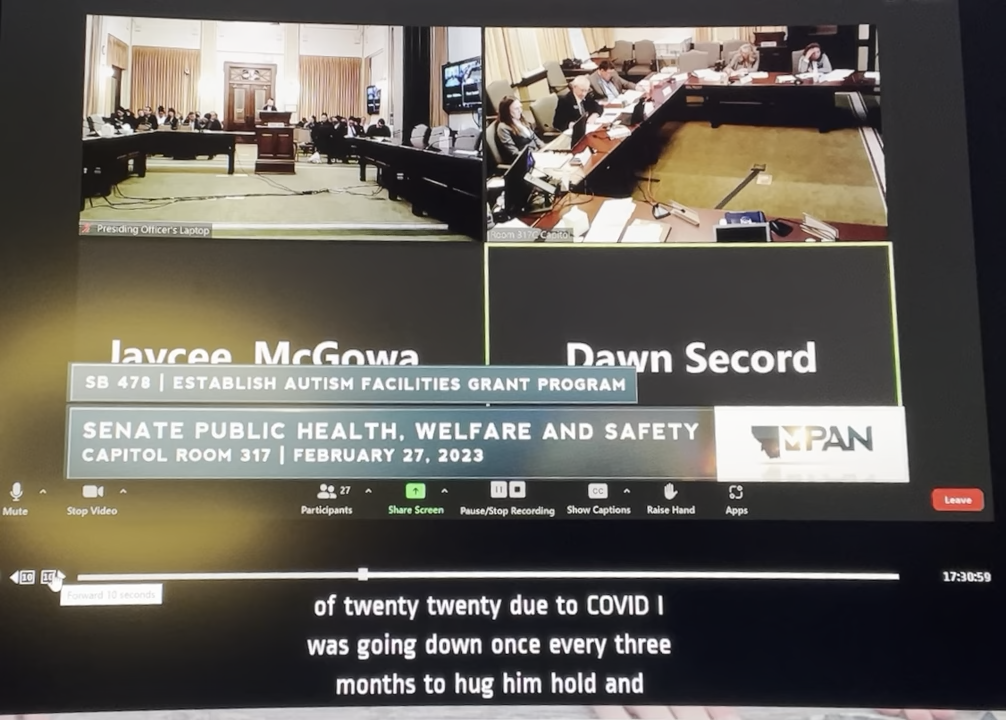 Presiding Officer's Laptop
Room 317C Capitol
Jaycee McGowa
Dawn Secord
SB 478 | ESTABLISH AUTISM FACILITIES GRANT PROGRAM
SENATE PUBLIC HEALTH, WELFARE AND SAFETY
CAPITOL ROOM 317 | FEBRUARY 27, 2023
MPAN
Mute
Stop Video
27
Participants
Share Screen
Pause/Stop Recording
CC
Show Captions
Raise Hand
Apps
Leave
10
10
17:30:59
Forward 10 seconds
of twenty twenty due to COVID I
was going down once every three
months to hug him hold and